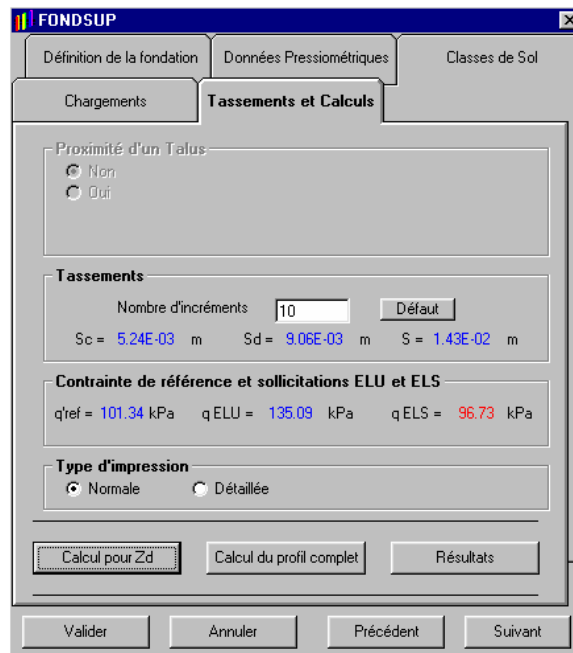 FONDSUP
Définition de la fondation Données Pressiométriques Classes de Sol
Chargements Tassements et Calculs
Proximité d'un Talus
Non
Oui
Tassements
Nombre d'incréments 10 Défaut
Sc = 5.24E-03 m Sd = 9.06E-03 m S = 1.43E-02 m
Contrainte de référence et sollicitations ELU et ELS
q'ref = 101.34 kPa q ELU = 135.09 kPa q ELS = 96.73 kPa
Type d'impression
Normale Détaillée
Calcul pour Zd Calcul du profil complet Résultats
Valider Annuler Précédent Suivant